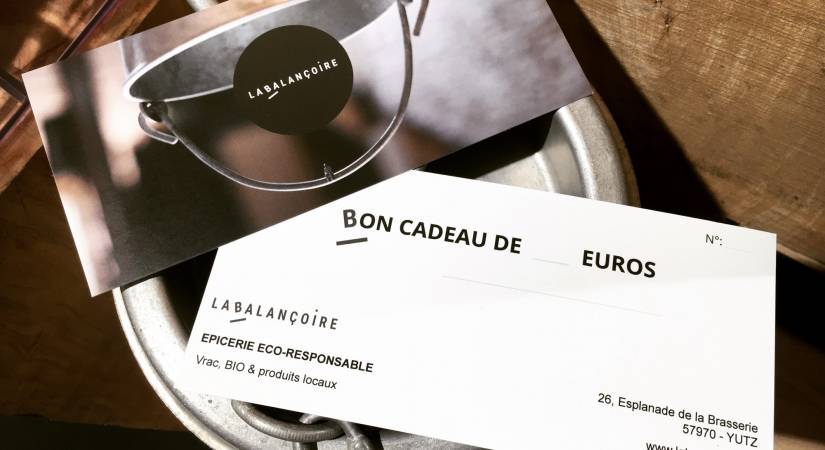 LABALANÇOIRE
BON CADEAU DE ___ EUROS
N°:
LABALANÇOIRE
EPICERIE ECO-RESPONSABLE
Vrac, BIO & produits locaux
26, Esplanade de la Brasserie
57970 - YUTZ